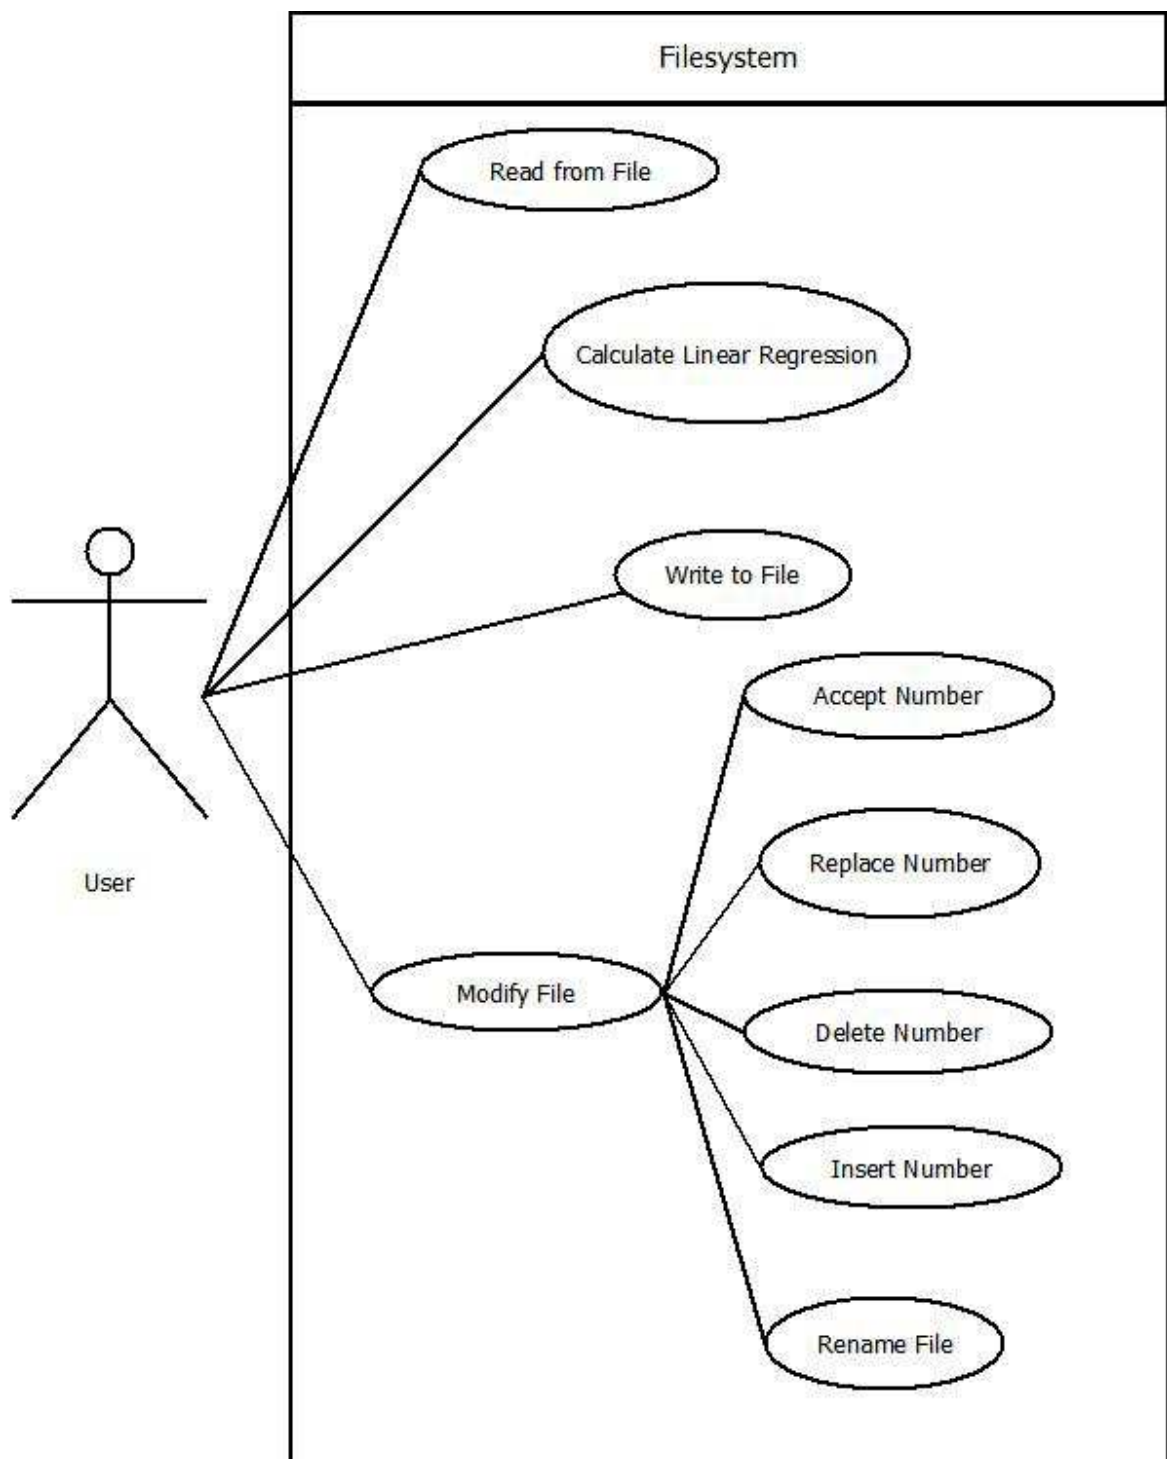 Filesystem
Read from File
Calculate Linear Regression
Write to File
Accept Number
Replace Number
User
Modify File
Delete Number
Insert Number
Rename File